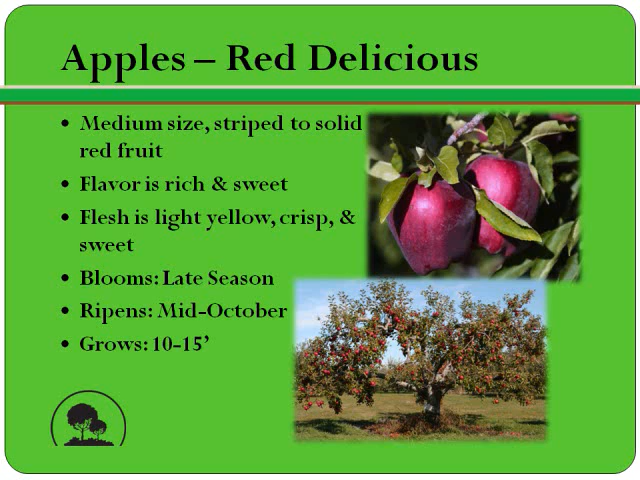 Apples – Red Delicious
• Medium size, striped to solid
red fruit
• Flavor is rich & sweet
• Flesh is light yellow, crisp, &
sweet
• Blooms: Late Season
• Ripens: Mid-October
• Grows: 10-15’